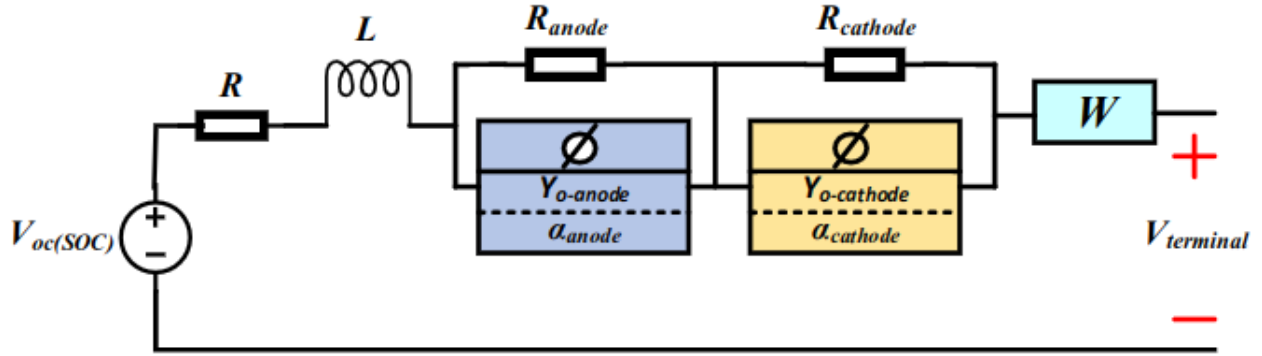 R
L
R_anode
R_cathode
W
Ø
Y_o-anode
α_anode
Ø
Y_o-cathode
α_cathode
V_oc(SOC)
+
−
+
V_terminal
−